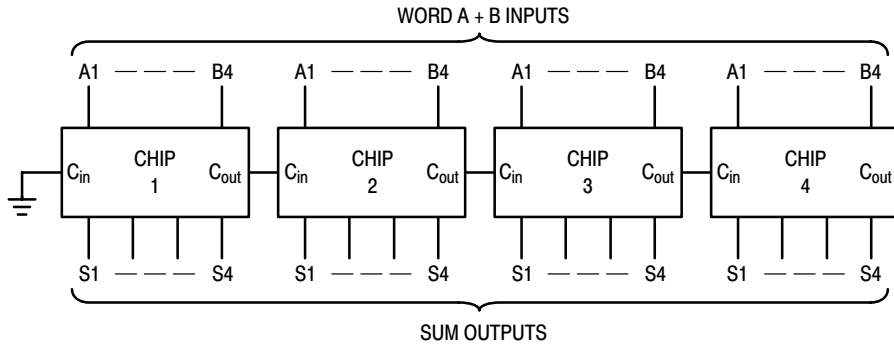 WORD A + B INPUTS
A1 — — — — B4 A1 — — — — B4 A1 — — — — B4 A1 — — — — B4
Cin CHIP 1 Cout Cin CHIP 2 Cout Cin CHIP 3 Cout Cin CHIP 4 Cout
S1 — — — — S4 S1 — — — — S4 S1 — — — — S4 S1 — — — — S4
SUM OUTPUTS